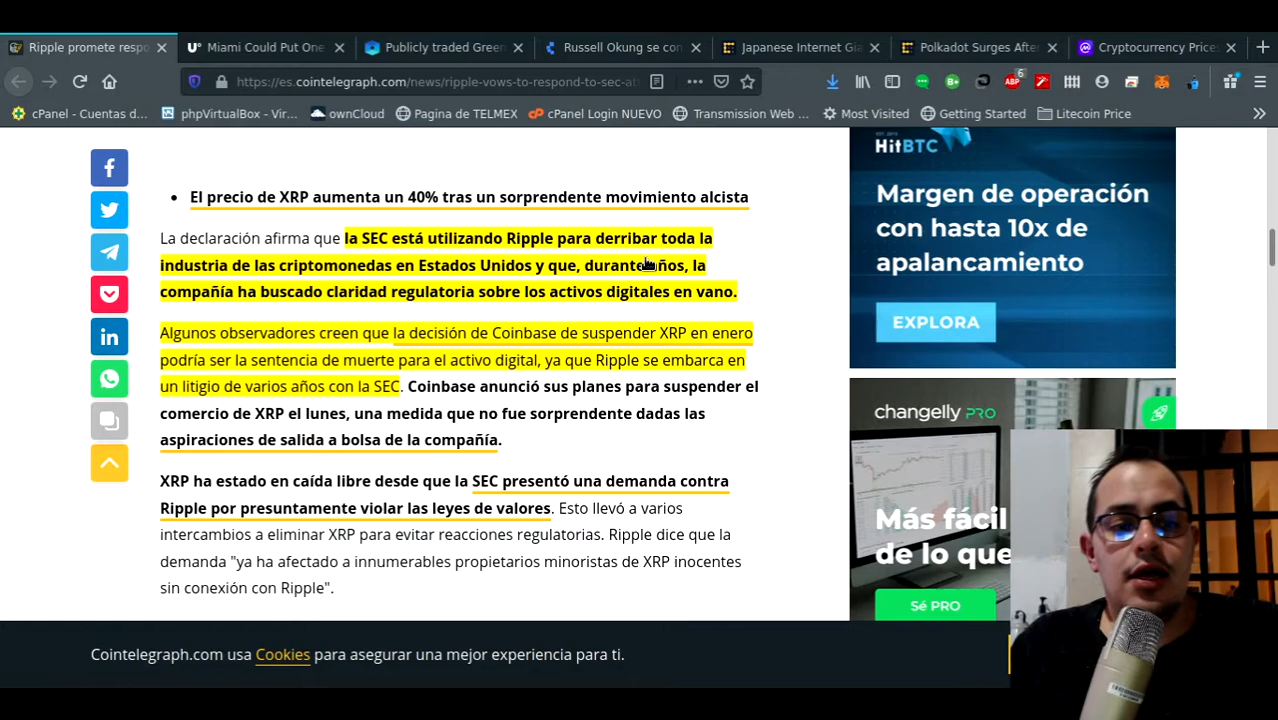 Ripple promete respo
Miami Could Put One
Publicly traded Green
Russell Okung se con
Japanese Internet Gia
Polkadot Surges After
Cryptocurrency Prices
https://es.cointelegraph.com/news/ripple-vows-to-respond-to-sec-att
6
cPanel - Cuentas d...
phpVirtualBox - Vir...
ownCloud
Pagina de TELMEX
cPanel Login NUEVO
Transmission Web ...
Most Visited
Getting Started
Litecoin Price
El precio de XRP aumenta un 40% tras un sorprendente movimiento alcista
La declaración afirma que la SEC está utilizando Ripple para derribar toda la
industria de las criptomonedas en Estados Unidos y que, durante años, la
compañía ha buscado claridad regulatoria sobre los activos digitales en vano.
Algunos observadores creen que la decisión de Coinbase de suspender XRP en enero
podría ser la sentencia de muerte para el activo digital, ya que Ripple se embarca en
un litigio de varios años con la SEC. Coinbase anunció sus planes para suspender el
comercio de XRP el lunes, una medida que no fue sorprendente dadas las
aspiraciones de salida a bolsa de la compañía.
XRP ha estado en caída libre desde que la SEC presentó una demanda contra
Ripple por presuntamente violar las leyes de valores. Esto llevó a varios
intercambios a eliminar XRP para evitar reacciones regulatorias. Ripple dice que la
demanda "ya ha afectado a innumerables propietarios minoristas de XRP inocentes
sin conexión con Ripple".
HitBTC
Margen de operación
con hasta 10x de
apalancamiento
EXPLORA
changelly PRO
Más fácil
de lo que
Sé PRO
Cointelegraph.com usa Cookies para asegurar una mejor experiencia para ti.